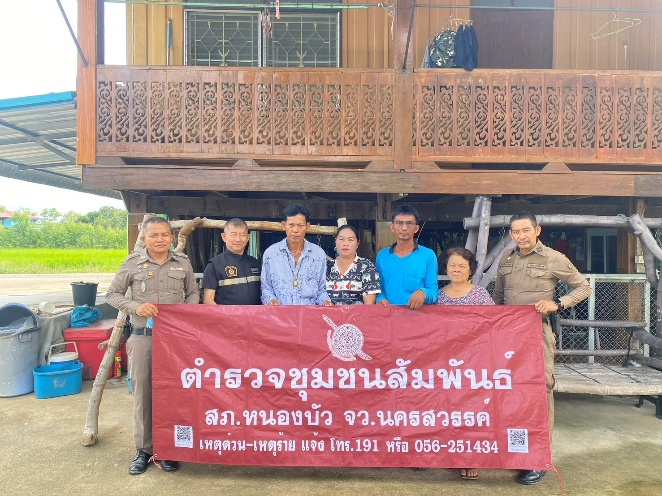 ตำรวจชุมชนสัมพันธ์
สภ.หนองบัว จว.นครสวรรค์
เหตุด่วน-เหตุร้าย แจ้ง โทร.191 หรือ 056-251434